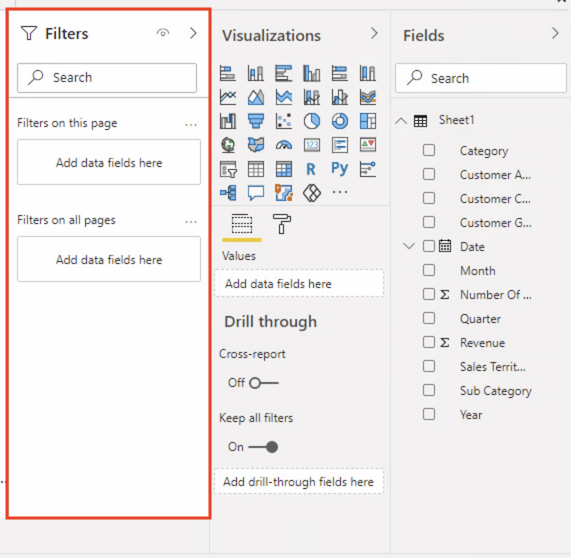 Filters
Search
Filters on this page
...
Add data fields here
Filters on all pages
...
Add data fields here
Visualizations
123
R
Py
...
Values
Add data fields here
Drill through
Cross-report
Off
Keep all filters
On
Add drill-through fields here
Fields
Search
Sheet1
Category
Customer A...
Customer C...
Customer G...
Date
Month
Σ Number Of ...
Quarter
Σ Revenue
Sales Territ...
Sub Category
Year